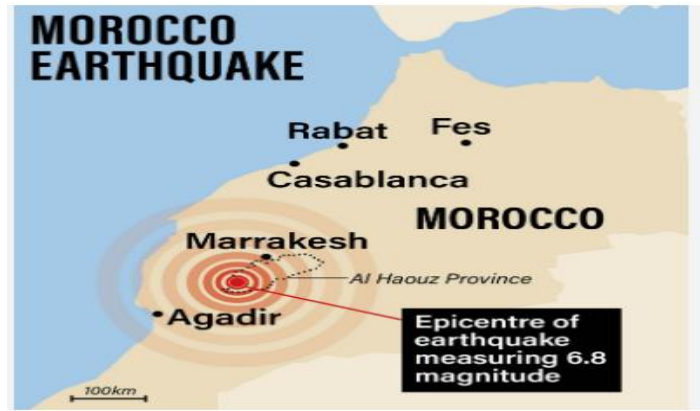 MOROCCO
EARTHQUAKE
Rabat
Fes
Casablanca
MOROCCO
Marrakesh
Al Haouz Province
Agadir
Epicentre of
earthquake
measuring 6.8
magnitude
100km